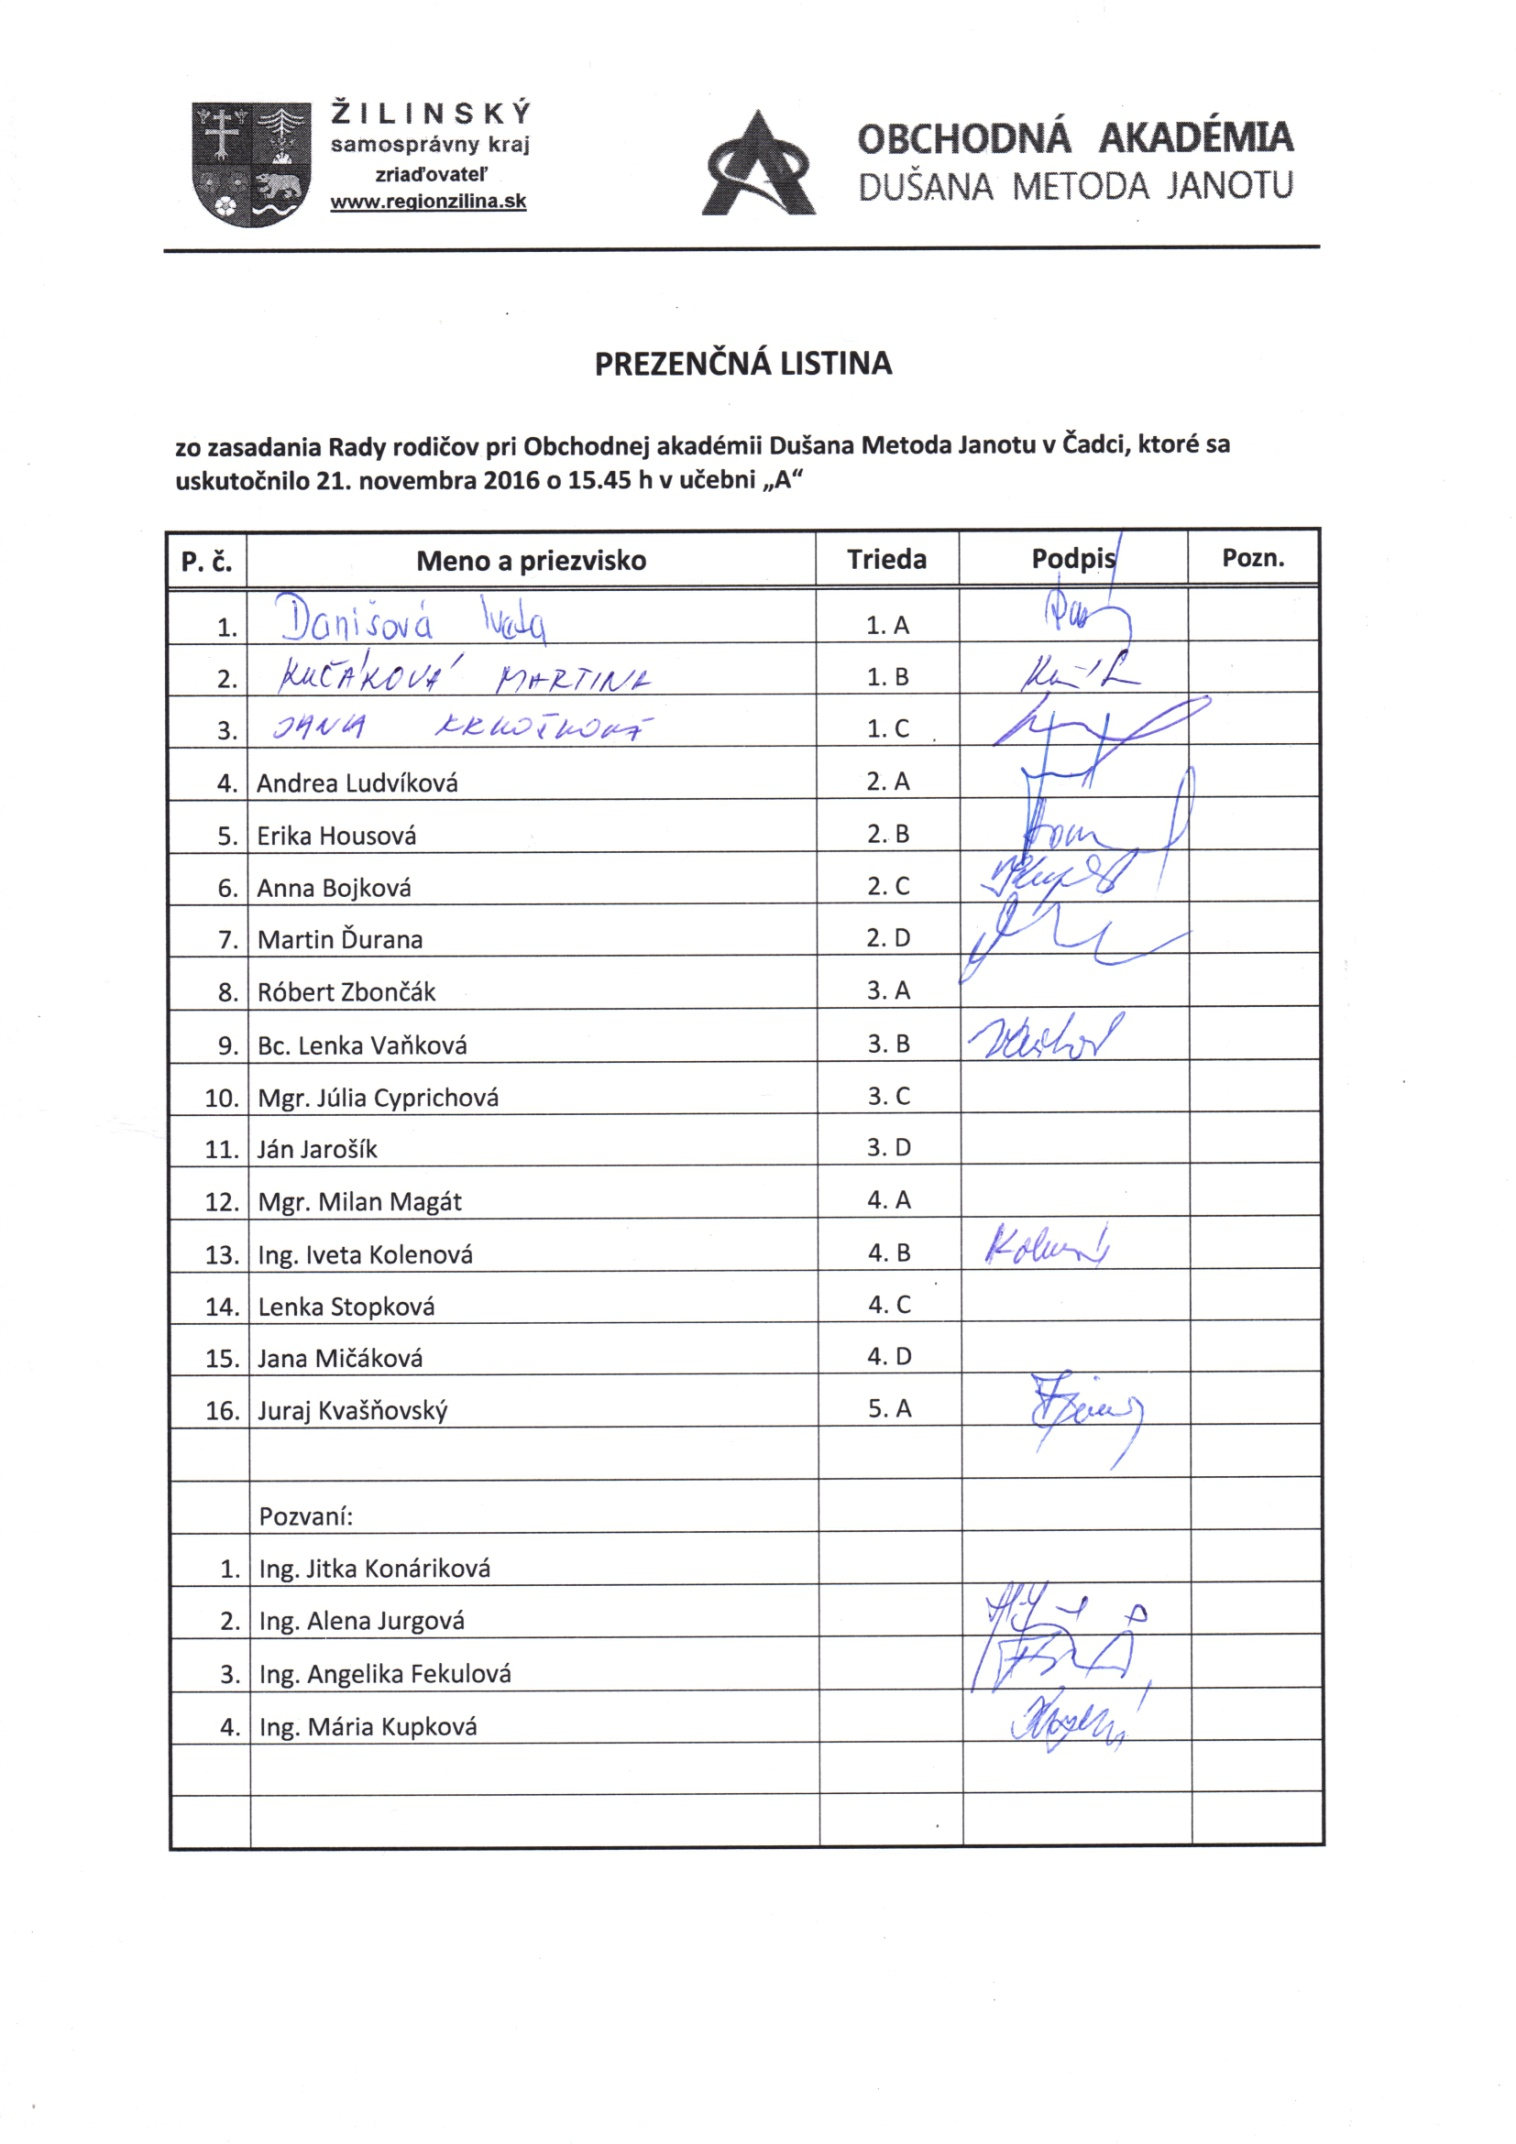 ŽILINSKÝ
samosprávny kraj
zriaďovateľ
www.regionzilina.sk
OBCHODNÁ AKADÉMIA
DUŠANA METODA JANOTU
PREZENČNÁ LISTINA
zo zasadania Rady rodičov pri Obchodnej akadémii Dušana Metoda Janotu v Čadci, ktoré sa
uskutočnilo 21. novembra 2016 o 15.45 h v učebni „A“
P. č. Meno a priezvisko Trieda Podpis Pozn.
1. Danišová Iveta 1. A
2. KUČÁKOVÁ MARTINA 1. B
3. JANA 1. C
4. Andrea Ludvíková 2. A
5. Erika Housová 2. B
6. Anna Bojková 2. C
7. Martin Ďurana 2. D
8. Róbert Zbončák 3. A
9. Bc. Lenka Vaňková 3. B
10. Mgr. Júlia Cyprichová 3. C
11. Ján Jarošík 3. D
12. Mgr. Milan Magát 4. A
13. Ing. Iveta Kolenová 4. B
14. Lenka Stopková 4. C
15. Jana Mičáková 4. D
16. Juraj Kvašňovský 5. A
Pozvaní:
1. Ing. Jitka Konáriková
2. Ing. Alena Jurgová
3. Ing. Angelika Fekulová
4. Ing. Mária Kupková